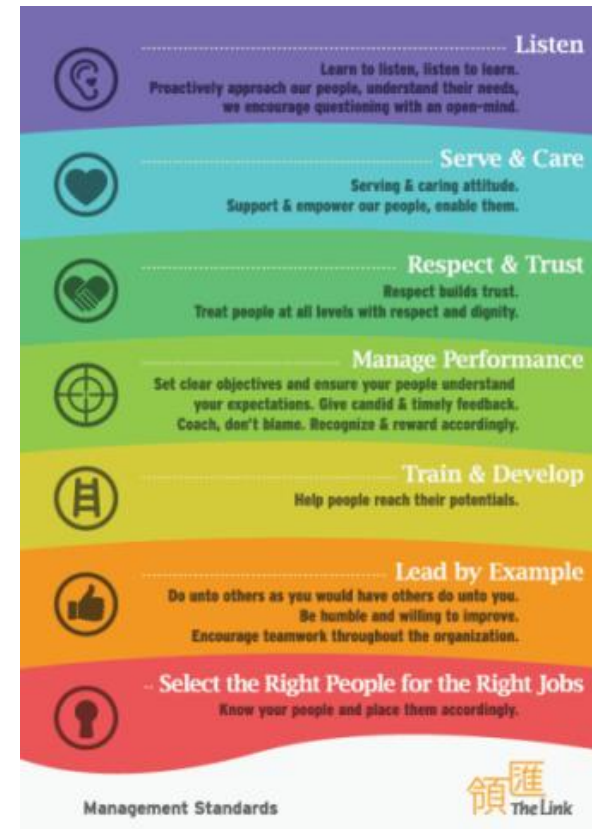 Listen
Learn to listen, listen to learn.
Proactively approach our people, understand their needs,
we encourage questioning with an open-mind.
Serve & Care
Serving & caring attitude.
Support & empower our people, enable them.
Respect & Trust
Respect builds trust.
Treat people at all levels with respect and dignity.
Manage Performance
Set clear objectives and ensure your people understand
your expectations. Give candid & timely feedback.
Coach, don't blame. Recognize & reward accordingly.
Train & Develop
Help people reach their potentials.
Lead by Example
Do unto others as you would have others do unto you.
Be humble and willing to improve.
Encourage teamwork throughout the organization.
Select the Right People for the Right Jobs
Know your people and place them accordingly.
Management Standards
領匯
The Link